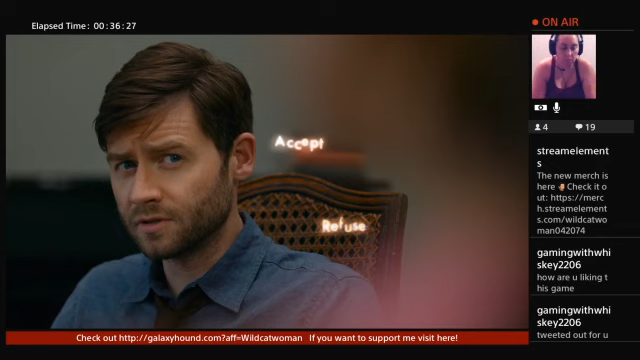 Elapsed Time: 00:36:27
ON AIR
Accept
Refuse
4
19
streamelement
s
The new merch is
here Check it o
ut: https://merc
h.streamelement
s.com/wildcatwo
man042074
gamingwithwhi
skey2206
how are u liking t
his game
gamingwithwhi
skey2206
tweeted out for u
Check out http://galaxyhound.com?aff=Wildcatwoman If you want to support me visit here!